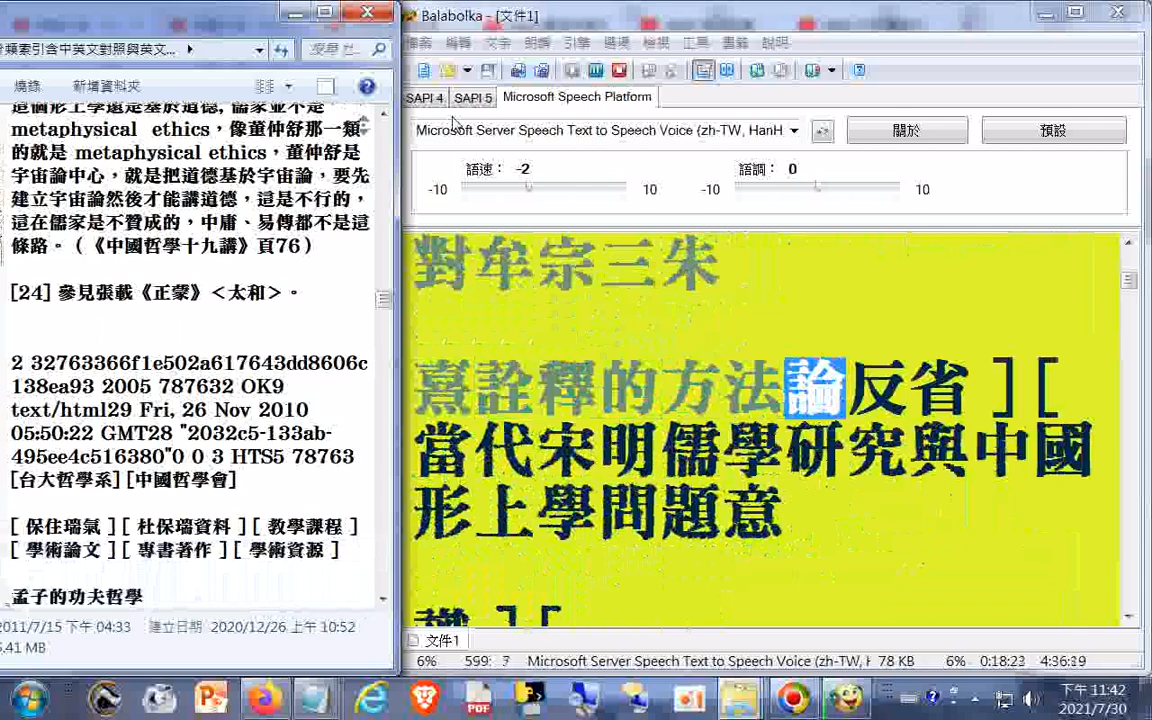 類索引含中英文對照與英文...
燒錄 新增資料夾
這個形上學還是基於道德, 儒家並不是
metaphysical ethics，像董仲舒那一類
的就是 metaphysical ethics，董仲舒是
宇宙論中心，就是把道德基於宇宙論，要先
建立宇宙論然後才能講道德，這是不行的，
這在儒家是不贊成的，中庸、易傳都不是這
條路。（《中國哲學十九講》頁76）
[24] 參見張載《正蒙》＜太和＞。
2 32763366f1e502a617643dd8606c
138ea93 2005 787632 OK9
text/html29 Fri, 26 Nov 2010
05:50:22 GMT28 "2032c5-133ab-
495ee4c516380"0 0 3 HTS5 78763
[台大哲學系][中國哲學會]
[ 保住瑞氣 ][ 杜保瑞資料 ][ 教學課程 ]
[ 學術論文 ][ 專書著作 ][ 學術資源 ]
孟子的功夫哲學
2011/7/15 下午 04:33 建立日期: 2020/12/26 上午 10:52
5.41 MB
Balabolka - [文件1]
檔案 編輯 文字 朗讀 引擎 選項 檢視 工具 書籤 說明
SAPI 4 SAPI 5 Microsoft Speech Platform
Microsoft Server Speech Text to Speech Voice (zh-TW, HanH
關於 預設
語速： -2 語調： 0
-10 10 -10 10
對牟宗三朱
熹詮釋的方法論反省 ][
當代宋明儒學研究與中國
形上學問題意
識 ][
文件1
6% 599: 7 Microsoft Server Speech Text to Speech Voice (zh-TW, H 78 KB 6% 0:18:23 4:36:39
PDF
下午 11:42
2021/7/30